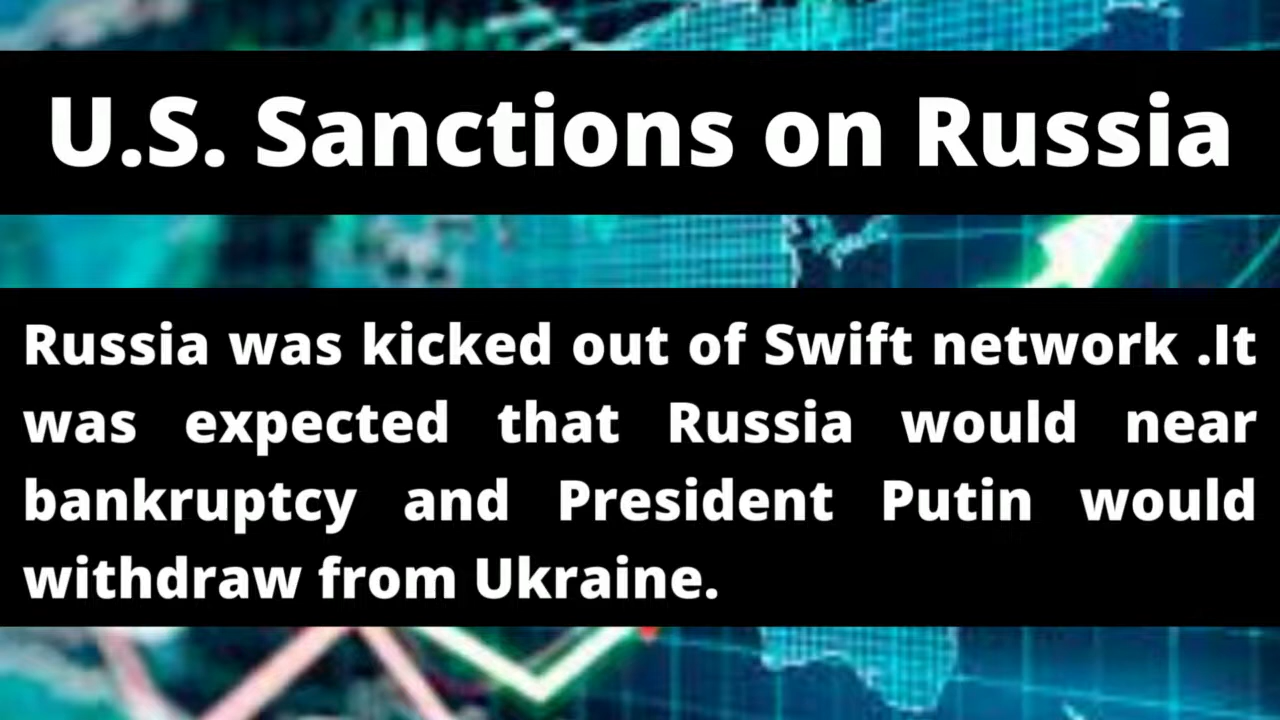 U.S. Sanctions on Russia
Russia was kicked out of Swift network .It
was expected that Russia would near
bankruptcy and President Putin would
withdraw from Ukraine.